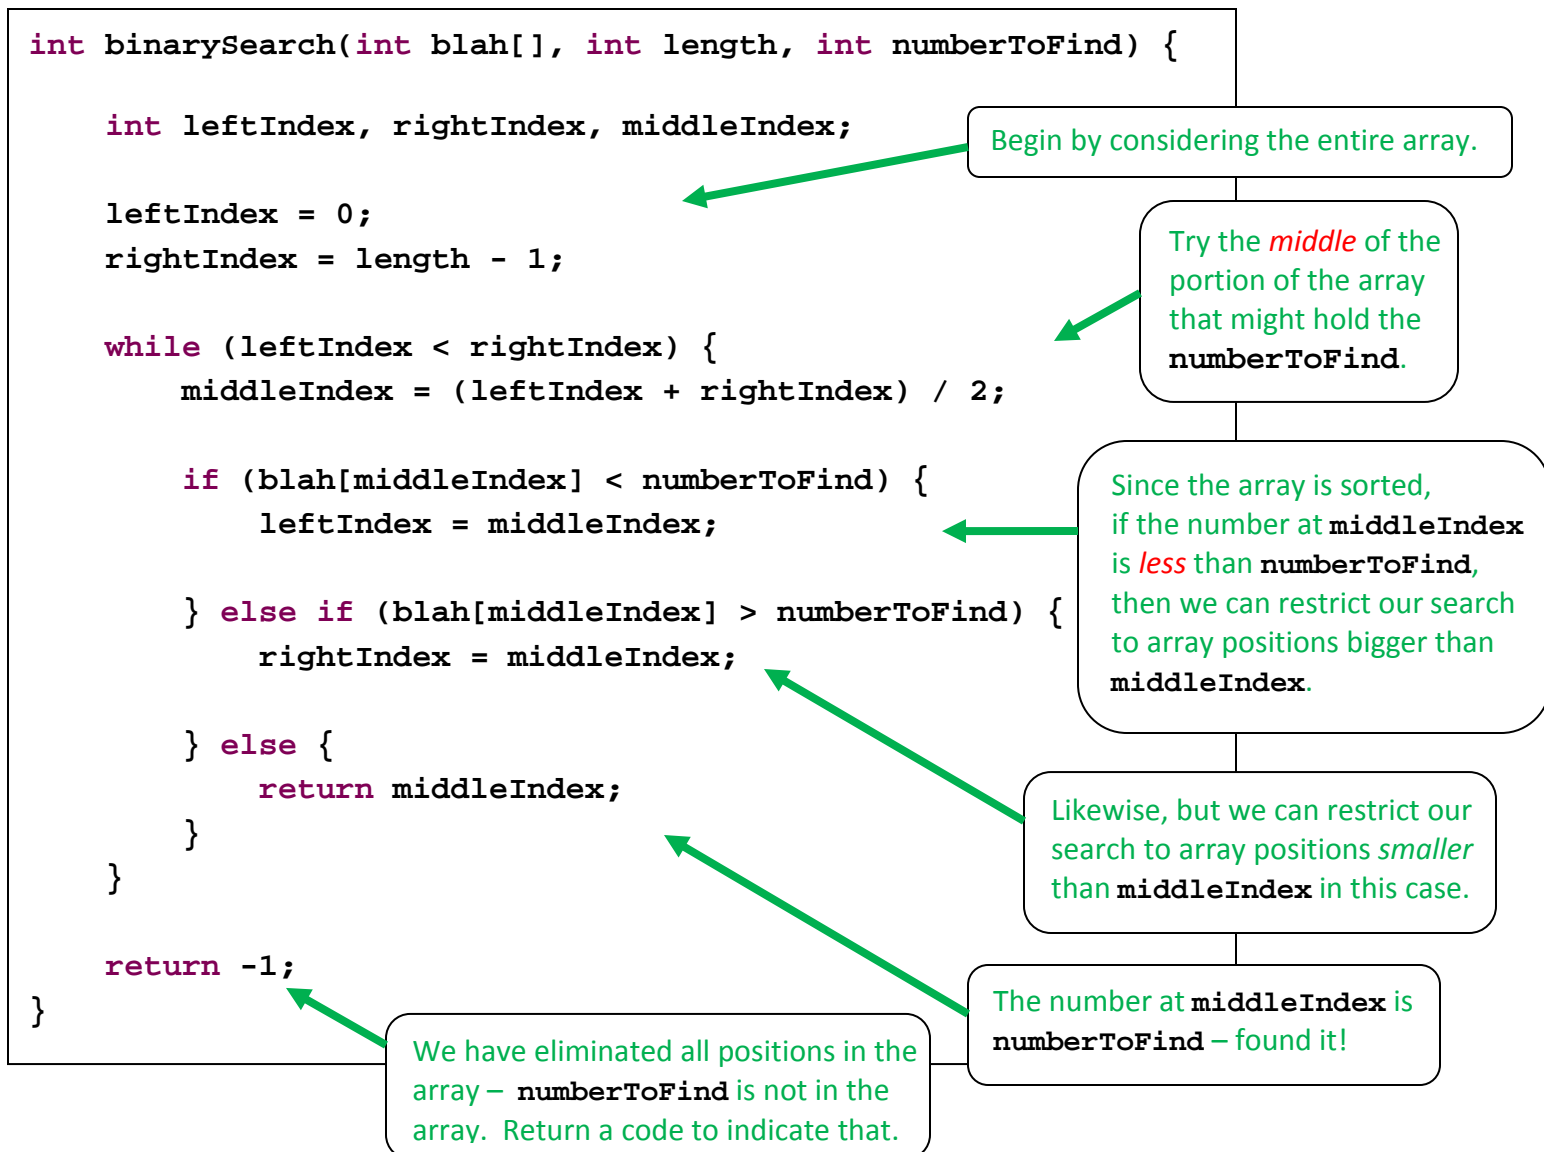 int binarySearch(int blah[], int length, int numberToFind) {
int leftIndex, rightIndex, middleIndex;
Begin by considering the entire array.
leftIndex = 0;
rightIndex = length - 1;
Try the middle of the
portion of the array
that might hold the
numberToFind.
while (leftIndex < rightIndex) {
middleIndex = (leftIndex + rightIndex) / 2;
if (blah[middleIndex] < numberToFind) {
leftIndex = middleIndex;
Since the array is sorted,
if the number at middleIndex
is less than numberToFind,
then we can restrict our search
to array positions bigger than
middleIndex.
} else if (blah[middleIndex] > numberToFind) {
rightIndex = middleIndex;
Likewise, but we can restrict our
search to array positions smaller
than middleIndex in this case.
} else {
return middleIndex;
}
}
The number at middleIndex is
numberToFind – found it!
return -1;
}
We have eliminated all positions in the
array – numberToFind is not in the
array. Return a code to indicate that.